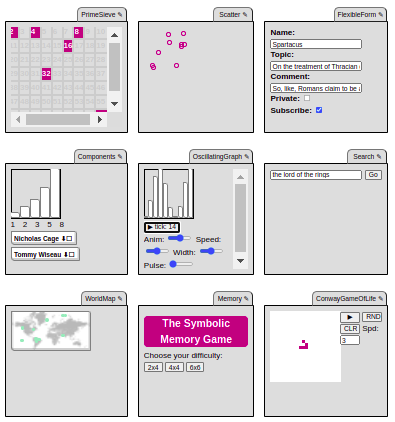 PrimeSieve ✎
2 4 8
16
32
Scatter ✎
FlexibleForm ✎
Name:
Spartacus
Topic:
On the treatment of Thracian
Comment:
So, like, Romans claim to be
Private:
Subscribe:
Components ✎
1 2 3 5 8
Nicholas Cage
Tommy Wiseau
OscillatingGraph ✎
▶ tick: 14
Anim: Speed:
Width:
Pulse:
Search ✎
the lord of the rings Go
WorldMap ✎
Memory ✎
The Symbolic
Memory Game
Choose your difficulty:
2x4 4x4 6x6
ConwayGameOfLife ✎
▶ RND
CLR Spd:
3